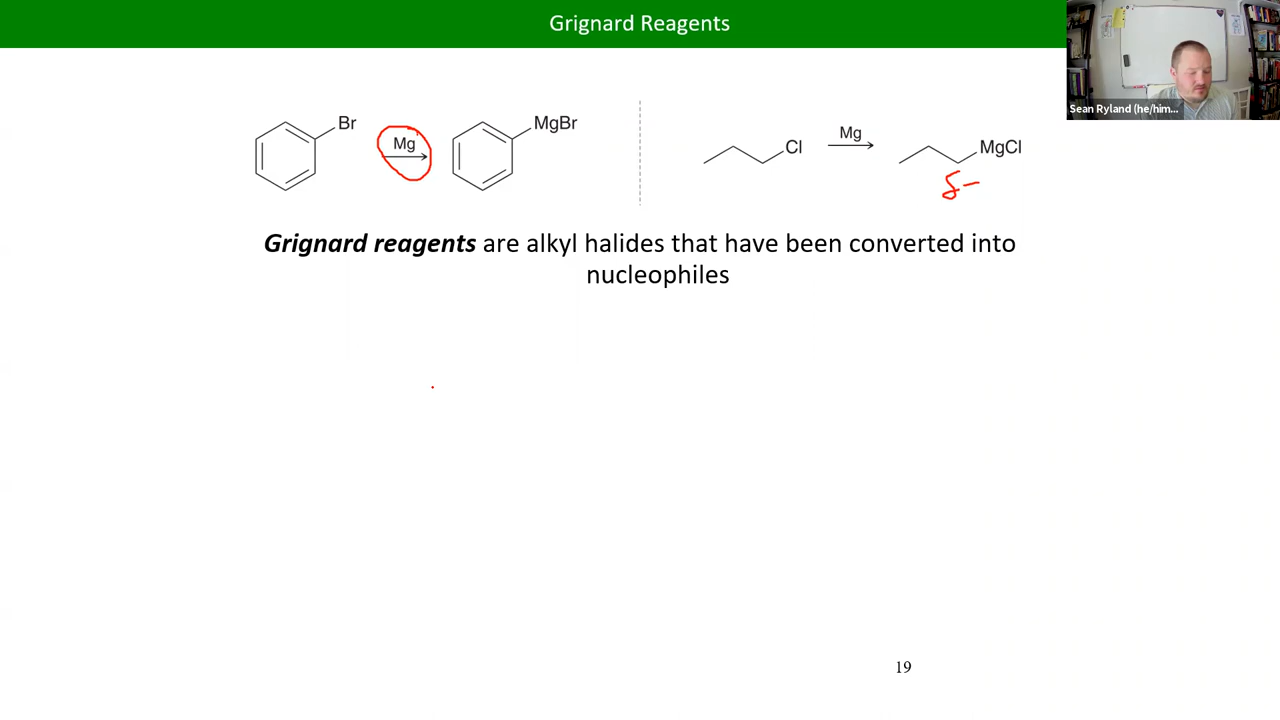 Grignard Reagents
Sean Ryland (he/him...
Br
Mg
MgBr
Cl
Mg
MgCl
δ-
Grignard reagents are alkyl halides that have been converted into
nucleophiles
19